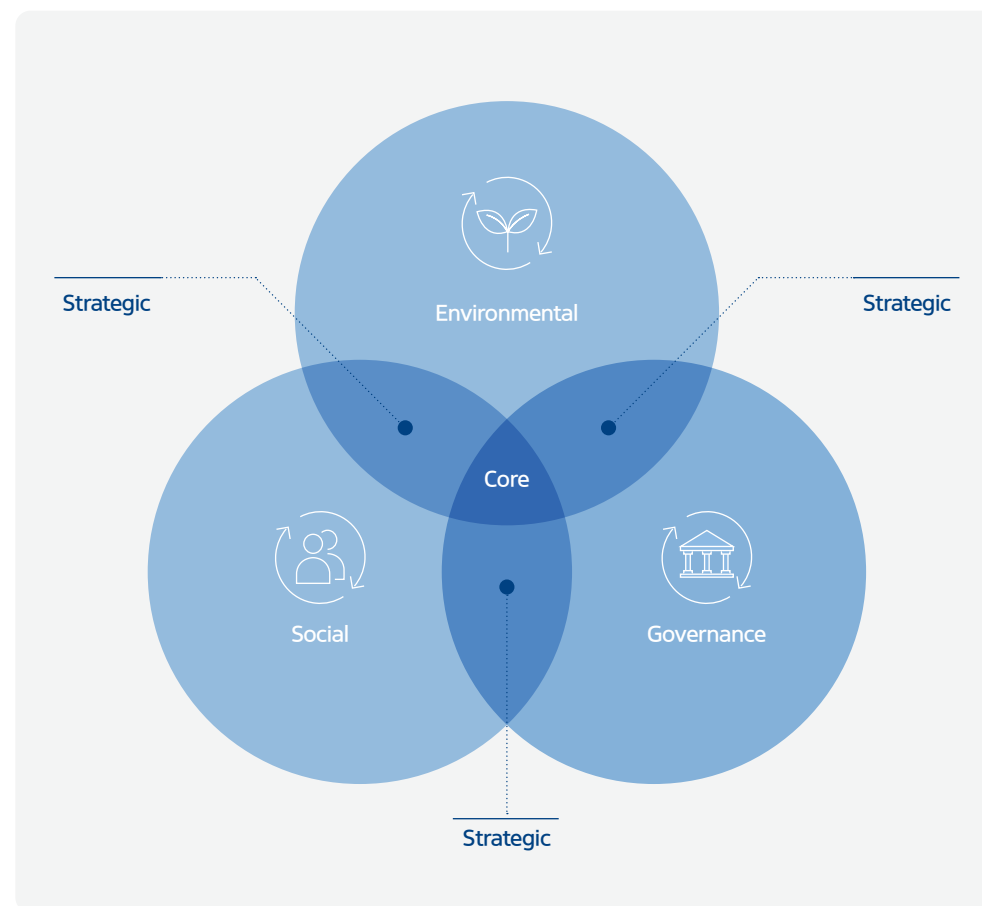 Strategic
Strategic
Environmental
Core
Social
Governance
Strategic